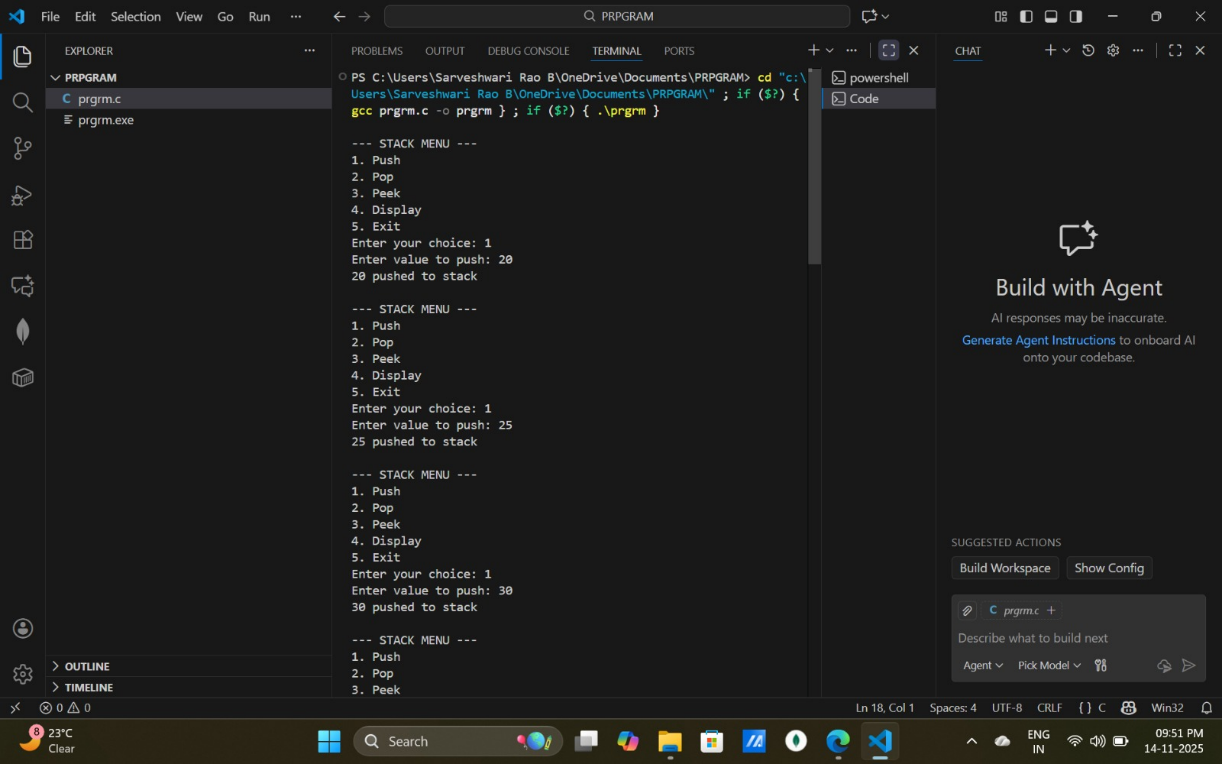 File Edit Selection View Go Run ··· PRPGRAM
EXPLORER ···
PRPGRAM
C prgrm.c
prgrm.exe
OUTLINE
TIMELINE
PROBLEMS OUTPUT DEBUG CONSOLE TERMINAL PORTS
PS C:\Users\Sarveshwari Rao B\OneDrive\Documents\PRPGRAM> cd "c:\
Users\Sarveshwari Rao B\OneDrive\Documents\PRPGRAM\" ; if ($?) {
gcc prgrm.c -o prgrm } ; if ($?) { .\prgrm }
--- STACK MENU ---
1. Push
2. Pop
3. Peek
4. Display
5. Exit
Enter your choice: 1
Enter value to push: 20
20 pushed to stack
--- STACK MENU ---
1. Push
2. Pop
3. Peek
4. Display
5. Exit
Enter your choice: 1
Enter value to push: 25
25 pushed to stack
--- STACK MENU ---
1. Push
2. Pop
3. Peek
4. Display
5. Exit
Enter your choice: 1
Enter value to push: 30
30 pushed to stack
--- STACK MENU ---
1. Push
2. Pop
3. Peek
powershell
Code
CHAT
Build with Agent
AI responses may be inaccurate.
Generate Agent Instructions to onboard AI
onto your codebase.
SUGGESTED ACTIONS
Build Workspace Show Config
C prgrm.c +
Describe what to build next
Agent Pick Model
0 0 Ln 18, Col 1 Spaces: 4 UTF-8 CRLF { } C Win32
8 23°C
Clear
Search
ENG
IN
09:51 PM
14-11-2025